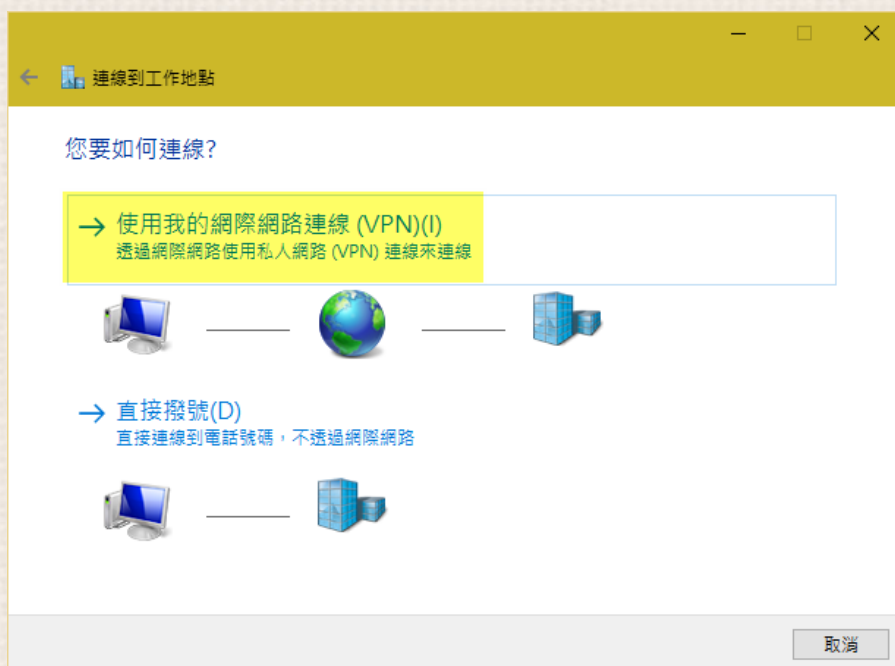 連線到工作地點
您要如何連線?
使用我的網際網路連線 (VPN)(I)
透過網際網路使用私人網路 (VPN) 連線來連線
直接撥號(D)
直接連線到電話號碼，不透過網際網路
取消